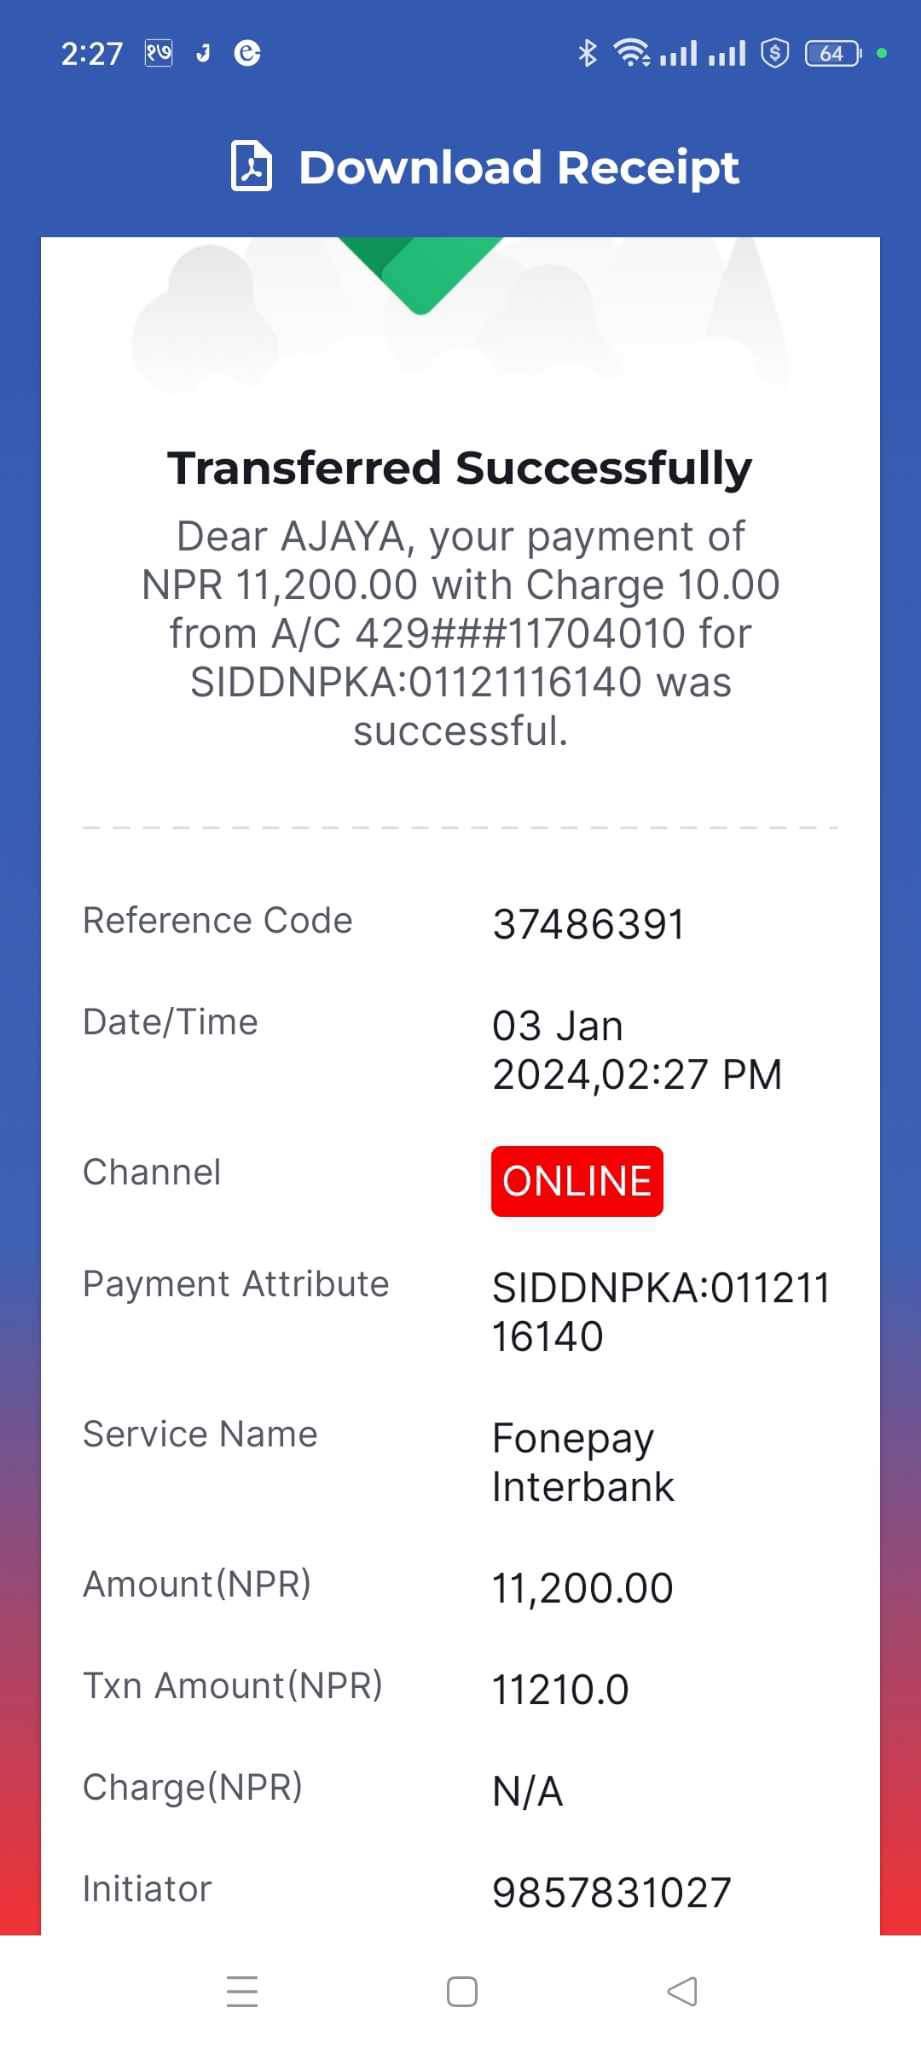 2:27 १७ J e $ 64
Download Receipt
Transferred Successfully
Dear AJAYA, your payment of
NPR 11,200.00 with Charge 10.00
from A/C 429###11704010 for
SIDDNPKA:01121116140 was
successful.
Reference Code 37486391
Date/Time 03 Jan
2024,02:27 PM
Channel ONLINE
Payment Attribute SIDDNPKA:011211
16140
Service Name Fonepay
Interbank
Amount(NPR) 11,200.00
Txn Amount(NPR) 11210.0
Charge(NPR) N/A
Initiator 9857831027